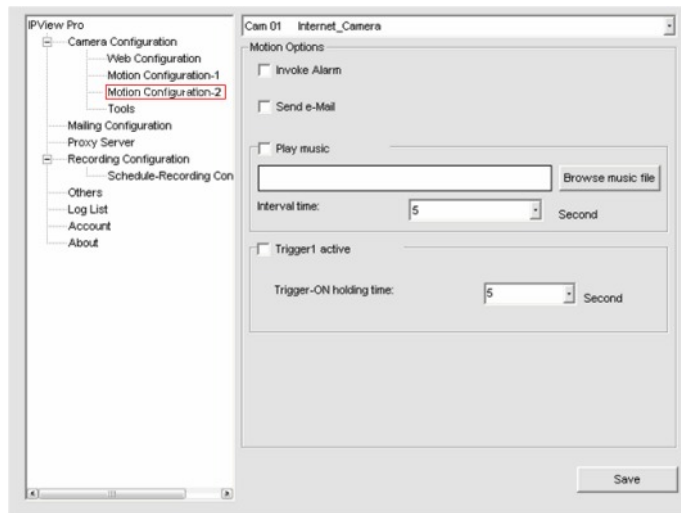 IPView Pro
Camera Configuration
Web Configuration
Motion Configuration-1
Motion Configuration-2
Tools
Mailing Configuration
Proxy Server
Recording Configuration
Schedule-Recording Con
Others
Log List
Account
About
Cam 01 Internet_Camera
Motion Options
Invoke Alarm
Send e-Mail
Play music
Browse music file
Interval time: 5 Second
Trigger1 active
Trigger-ON holding time: 5 Second
Save